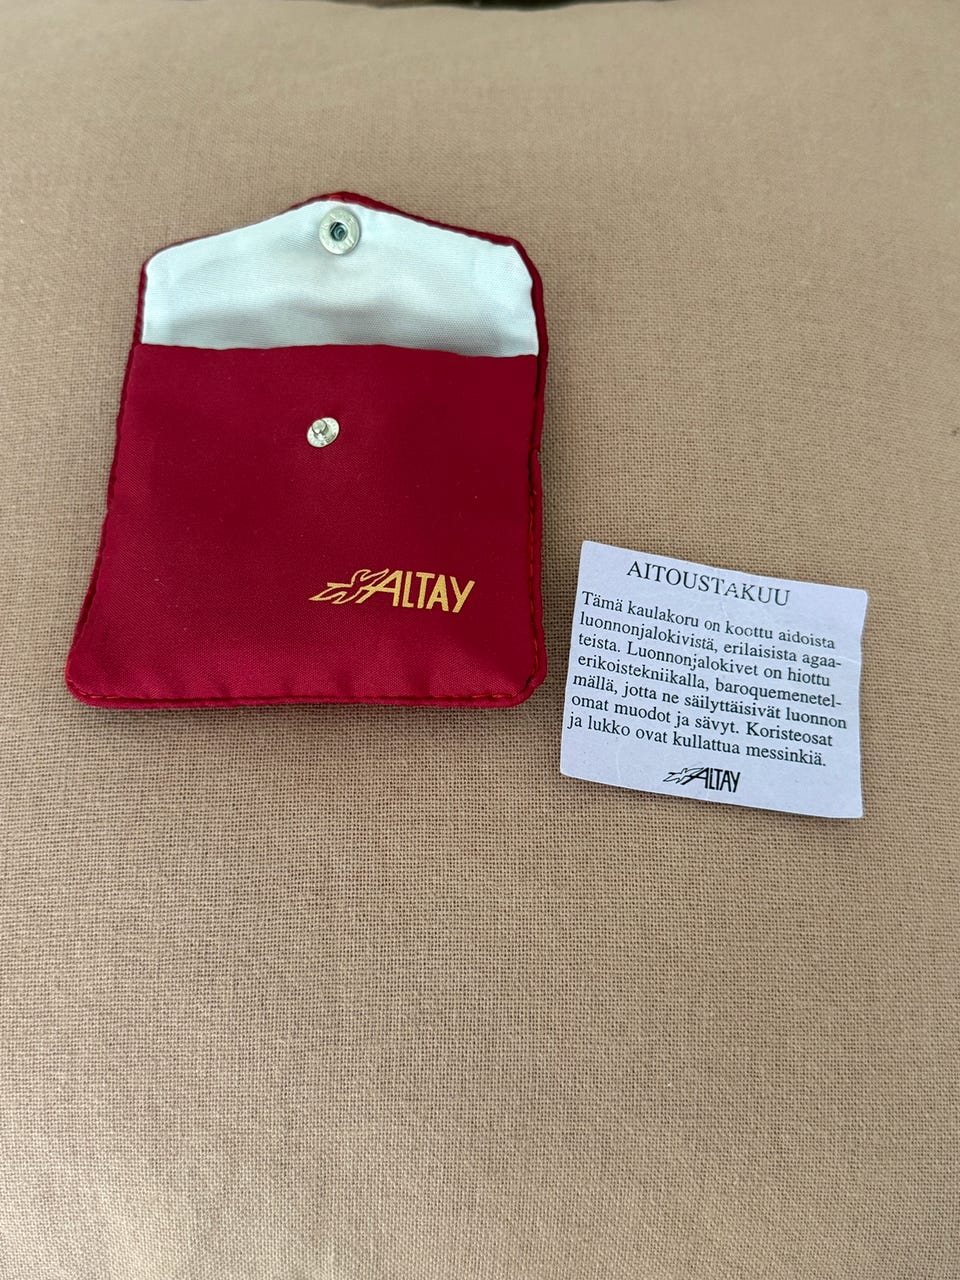 ALTAY
AITOUSTAKUU
Tämä kaulakoru on koottu aidoista
luonnonjalokivistä, erilaisista agaa-
teista. Luonnonjalokivet on hiottu
erikoistekniikalla, baroquemenetel-
mällä, jotta ne säilyttäisivät luonnon
omat muodot ja sävyt. Koristeosat
ja lukko ovat kullattua messinkiä.
ALTAY